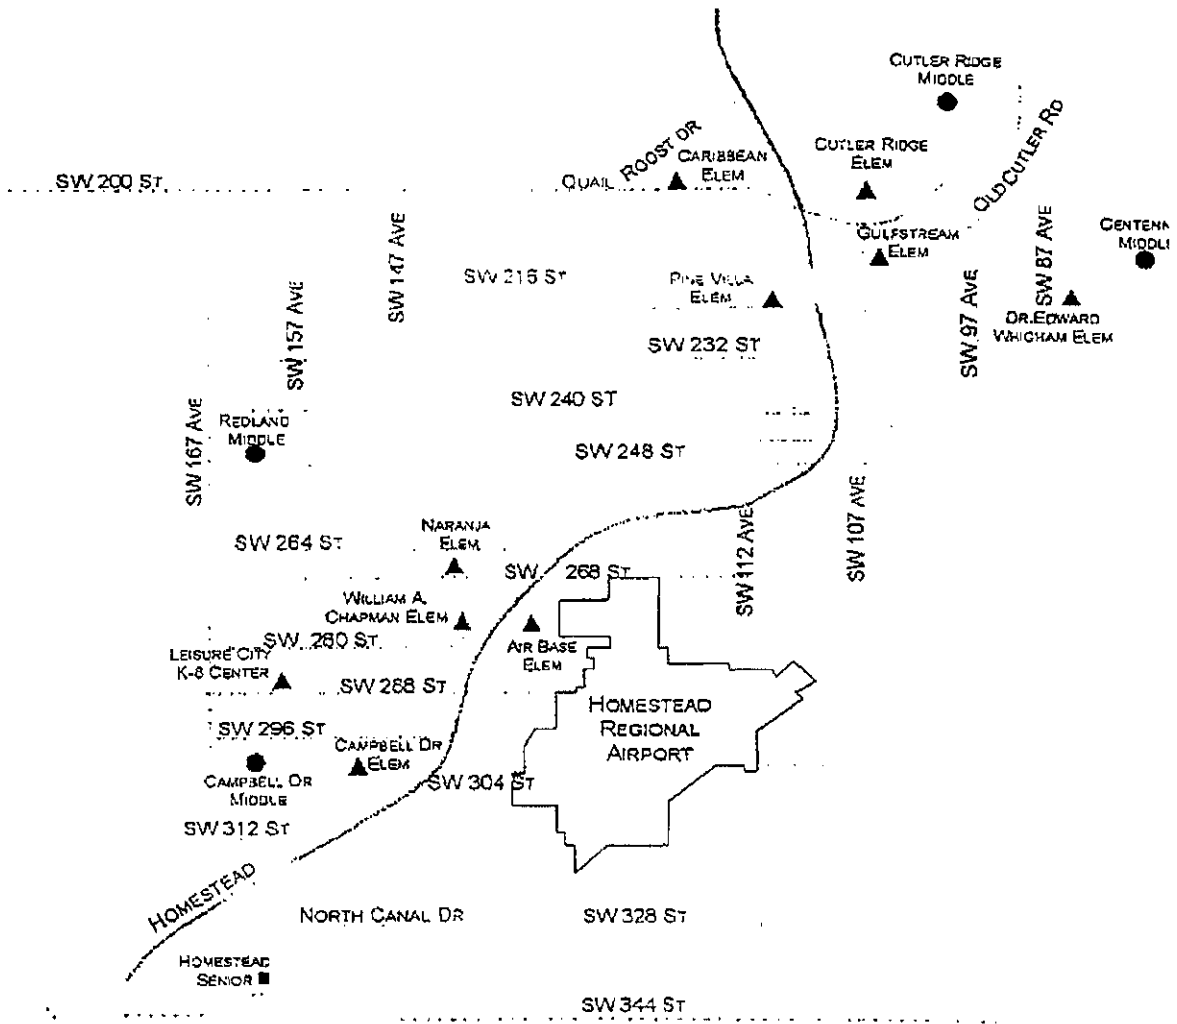 CUTLER RIDGE
MIDDLE
OLD CUTLER RD
QUAIL ROOST DR
CARIBBEAN
ELEM
CUTLER RIDGE
ELEM
SW 200 ST
SW 147 AVE
SW 87 AVE
CENTENN
MIDDLI
GULFSTREAM
ELEM
SW 216 ST
PINE VILLA
ELEM
SW 157 AVE
SW 97 AVE
DR. EDWARD
WHIGHAM ELEM
SW 232 ST
SW 240 ST
SW 167 AVE
REDLAND
MIDDLE
SW 248 ST
SW 112 AVE
SW 107 AVE
NARANJA
ELEM
SW 264 ST
SW 268 ST
WILLIAM A.
CHAPMAN ELEM
SW 280 ST
AIR BASE
ELEM
LEISURE CITY
K-8 CENTER
SW 288 ST
HOMESTEAD
REGIONAL
AIRPORT
SW 296 ST
CAMPBELL DR
ELEM
CAMPBELL DR
MIDDLE
SW 304 ST
SW 312 ST
HOMESTEAD
NORTH CANAL DR
SW 328 ST
HOMESTEAD
SENIOR
SW 344 ST